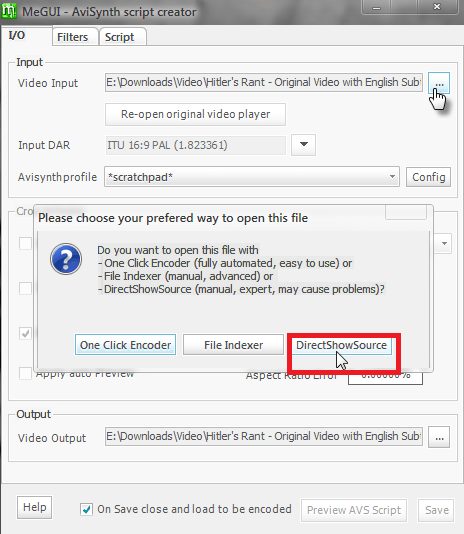 MeGUI - AviSynth script creator
I/O Filters Script
Input
Video Input E:\Downloads\Video\Hitler's Rant - Original Video with English Sub ...
Re-open original video player
Input DAR ITU 16:9 PAL (1.823361)
Avisynth profile *scratchpad* Config
Please choose your prefered way to open this file
Do you want to open this file with
- One Click Encoder (fully automated, easy to use) or
- File Indexer (manual, advanced) or
- DirectShowSource (manual, expert, may cause problems)?
One Click Encoder File Indexer DirectShowSource
Apply auto Preview Aspect Ratio Error
Output
Video Output E:\Downloads\Video\Hitler's Rant - Original Video with English Sub ...
Help On Save close and load to be encoded Preview AVS Script Save